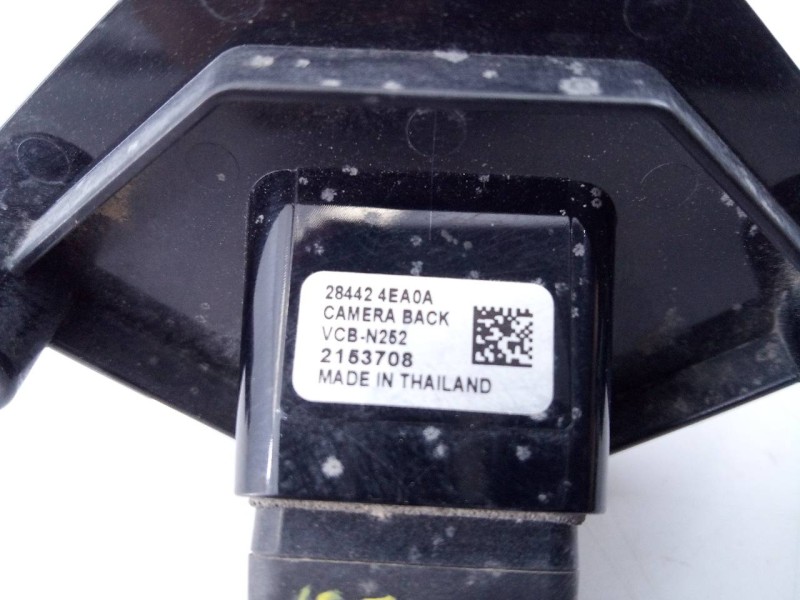 28442 4EA0A
CAMERA BACK
VCB-N252
2153708
MADE IN THAILAND